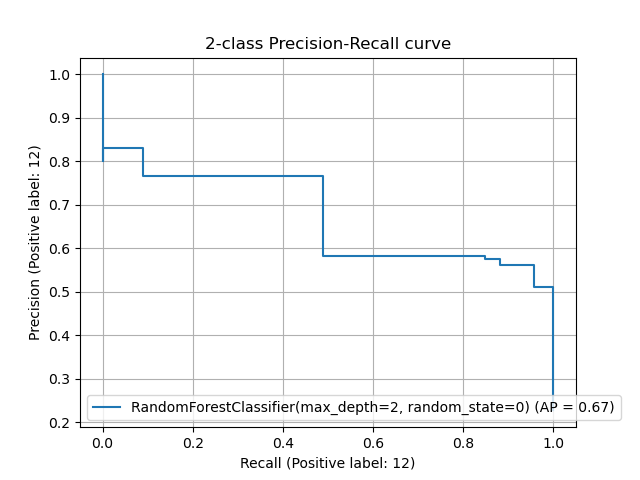 2-class Precision-Recall curve
1.0
0.9
0.8
0.7
0.6
0.5
0.4
0.3
0.2
Precision (Positive label: 12)
RandomForestClassifier(max_depth=2, random_state=0) (AP = 0.67)
0.0 0.2 0.4 0.6 0.8 1.0
Recall (Positive label: 12)